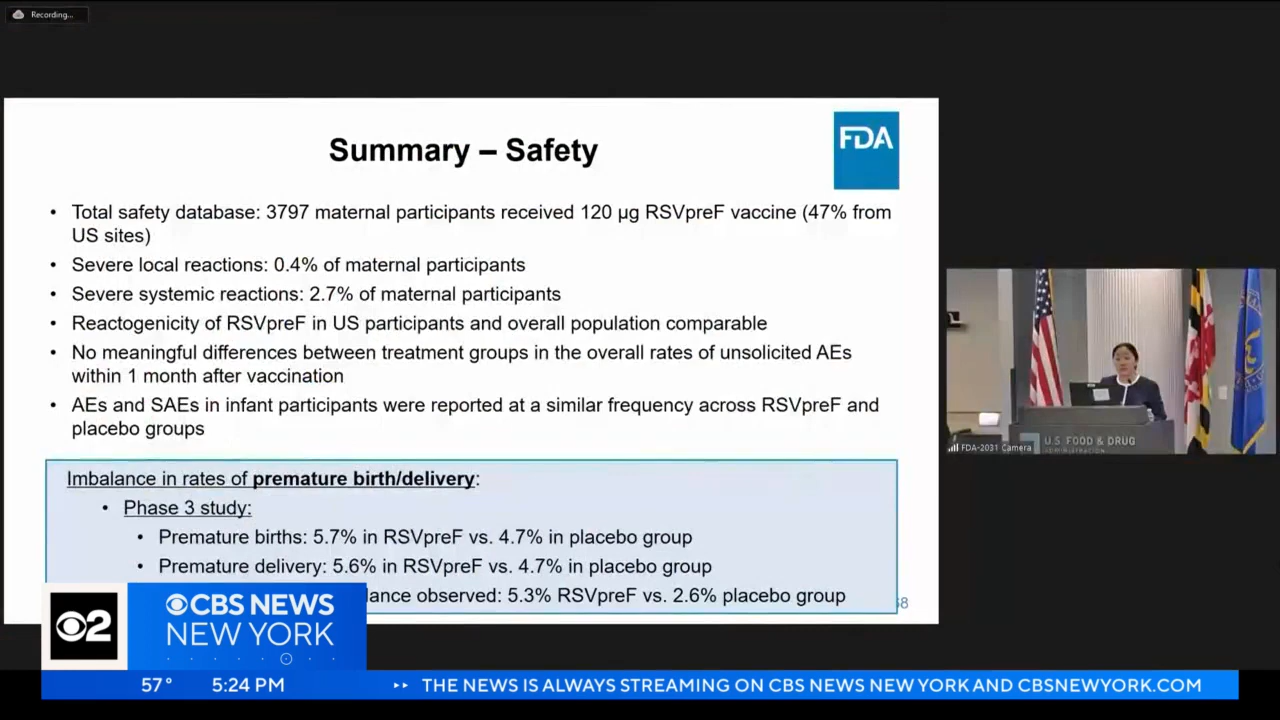 Recording...
Summary – Safety
FDA
• Total safety database: 3797 maternal participants received 120 µg RSVpreF vaccine (47% from
US sites)
• Severe local reactions: 0.4% of maternal participants
• Severe systemic reactions: 2.7% of maternal participants
• Reactogenicity of RSVpreF in US participants and overall population comparable
• No meaningful differences between treatment groups in the overall rates of unsolicited AEs
within 1 month after vaccination
• AEs and SAEs in infant participants were reported at a similar frequency across RSVpreF and
placebo groups
Imbalance in rates of premature birth/delivery:
• Phase 3 study:
• Premature births: 5.7% in RSVpreF vs. 4.7% in placebo group
• Premature delivery: 5.6% in RSVpreF vs. 4.7% in placebo group
observed: 5.3% RSVpreF vs. 2.6% placebo group
U.S. FOOD & DRUG
ADMINISTRATION
FDA-2031 Camera
2
CBS NEWS
NEW YORK
57° 5:24 PM THE NEWS IS ALWAYS STREAMING ON CBS NEWS NEW YORK AND CBSNEWYORK.COM